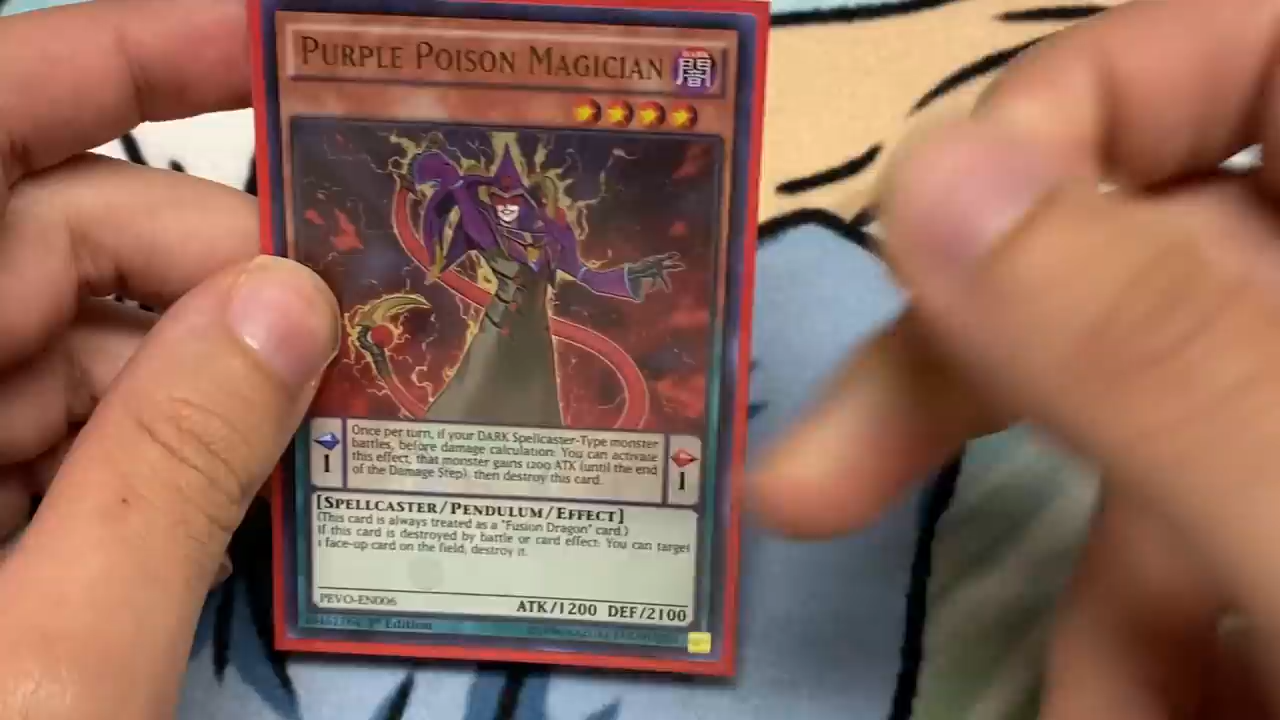 PURPLE POISON MAGICIAN
DARK
闇
Once per turn, if your DARK Spellcaster-Type monster
battles, before damage calculation: You can activate
this effect; that monster gains 1200 ATK (until the end
of the Damage Step), then destroy this card.
1
1
[SPELLCASTER/PENDULUM/EFFECT]
(This card is always treated as a "Fusion Dragon" card.)
If this card is destroyed by battle or card effect: You can target
1 face-up card on the field; destroy it.
PEVO-EN006
ATK/1200 DEF/2100
1st Edition